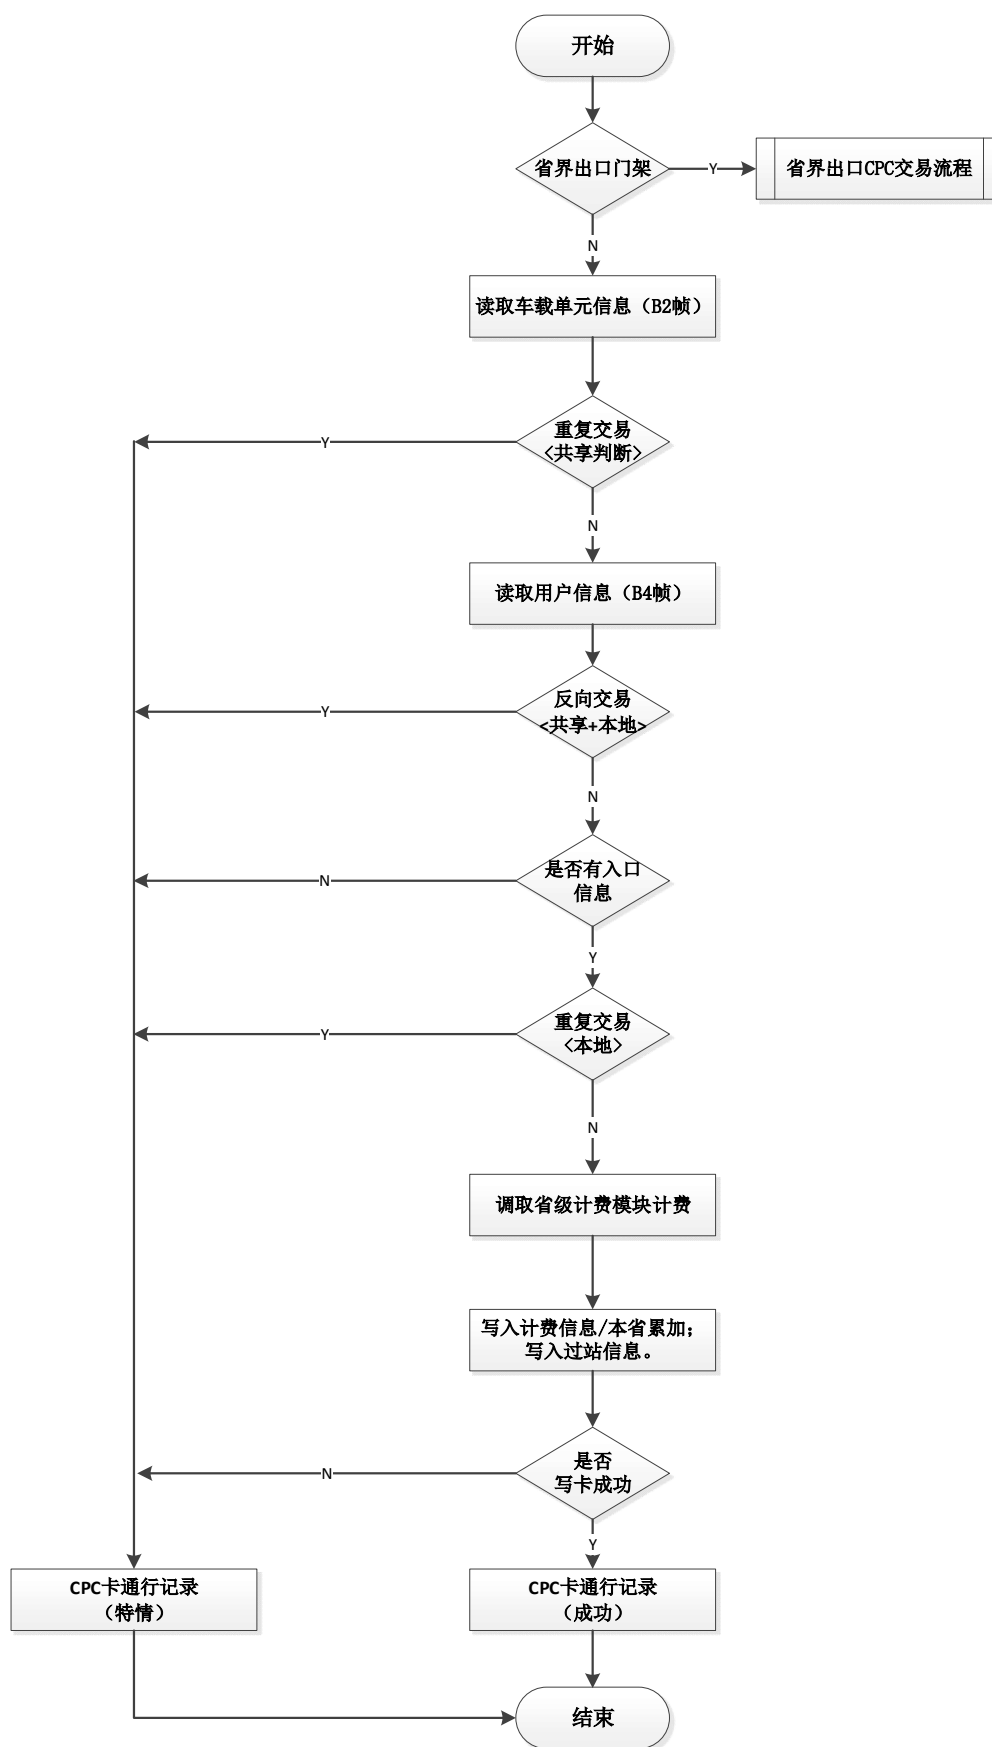 开始
省界出口门架
Y
省界出口CPC交易流程
N
读取车载单元信息（B2帧）
重复交易
<共享判断>
Y
N
读取用户信息（B4帧）
反向交易
<共享+本地>
Y
N
是否有入口
信息
N
Y
重复交易
<本地>
Y
N
调取省级计费模块计费
写入计费信息/本省累加；
写入过站信息。
是否
写卡成功
N
Y
CPC卡通行记录
（特情）
CPC卡通行记录
（成功）
结束